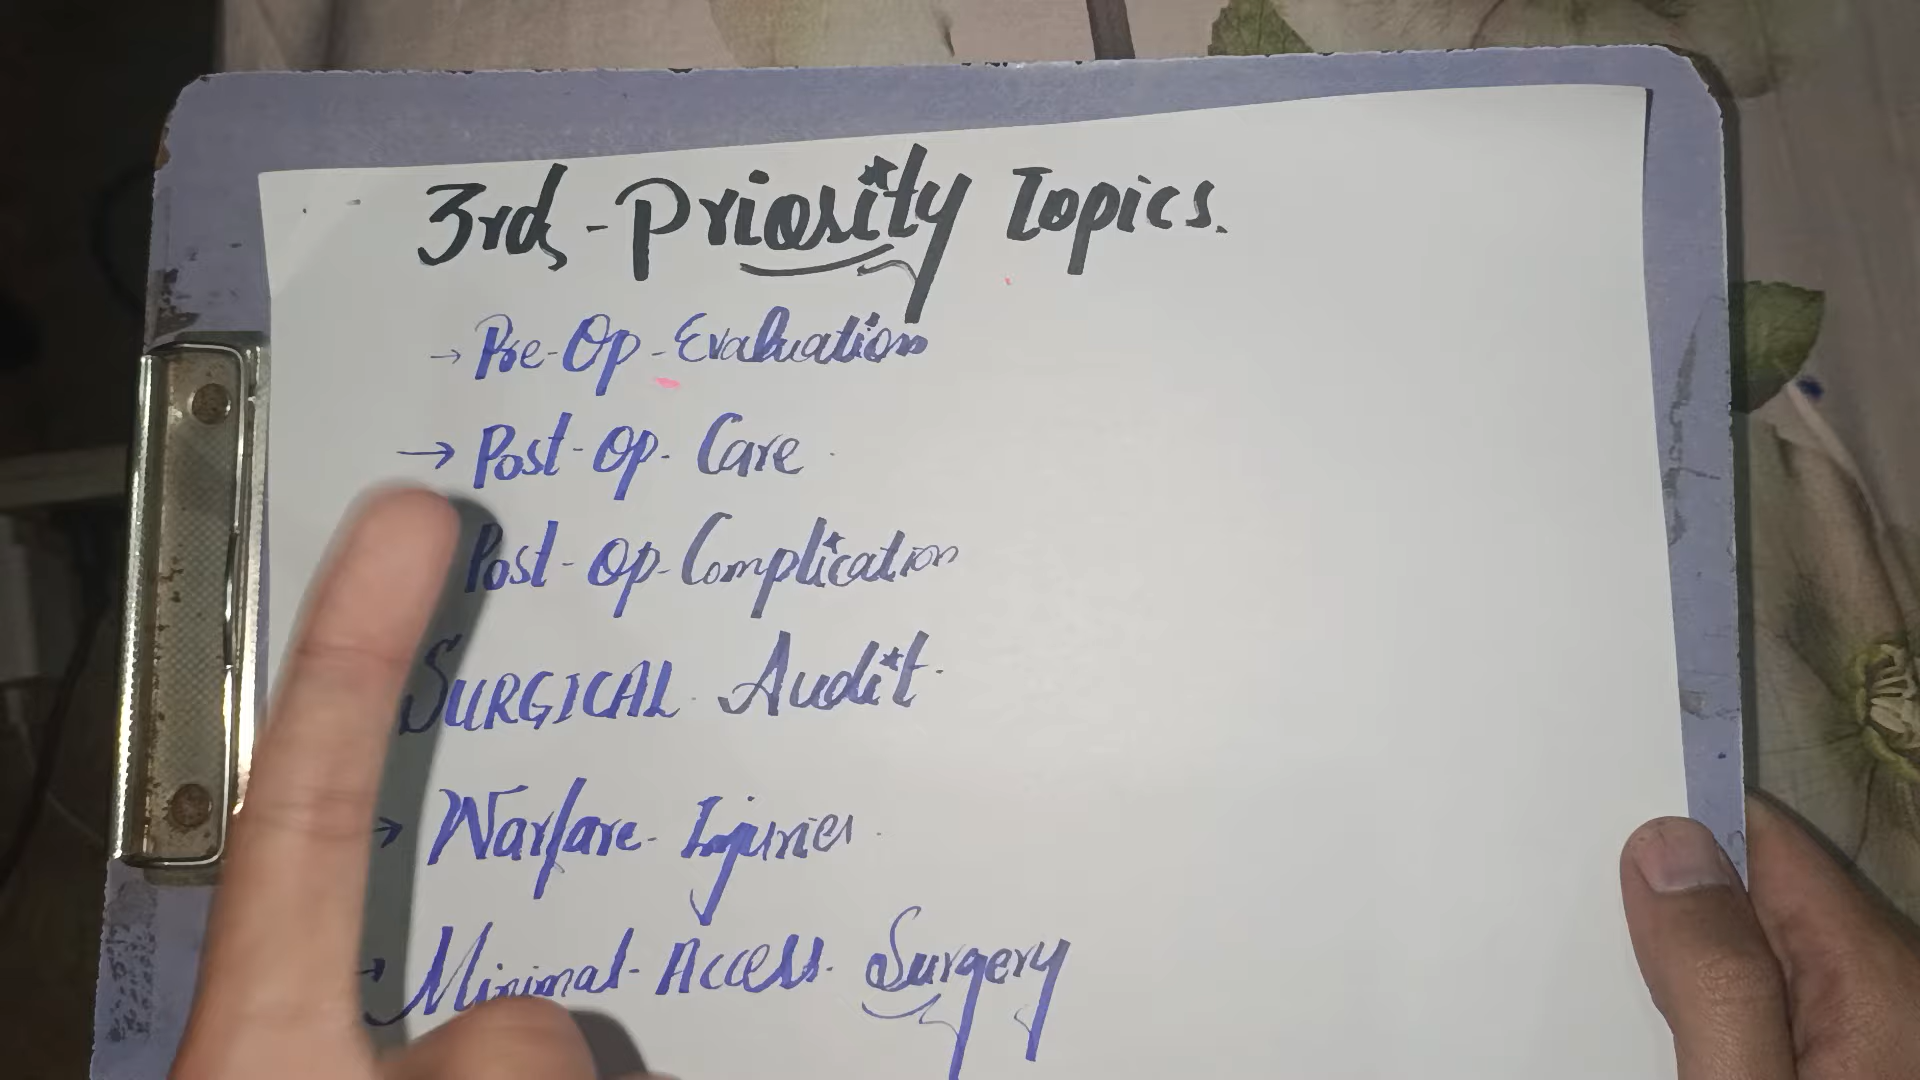 3rd - Priority Topics.
→ Pre-Op-Evaluation
→ Post-Op-Care
Post-Op-Complication
SURGICAL Audit
→ Warfare-Injuries
→ Minimal-Access Surgery